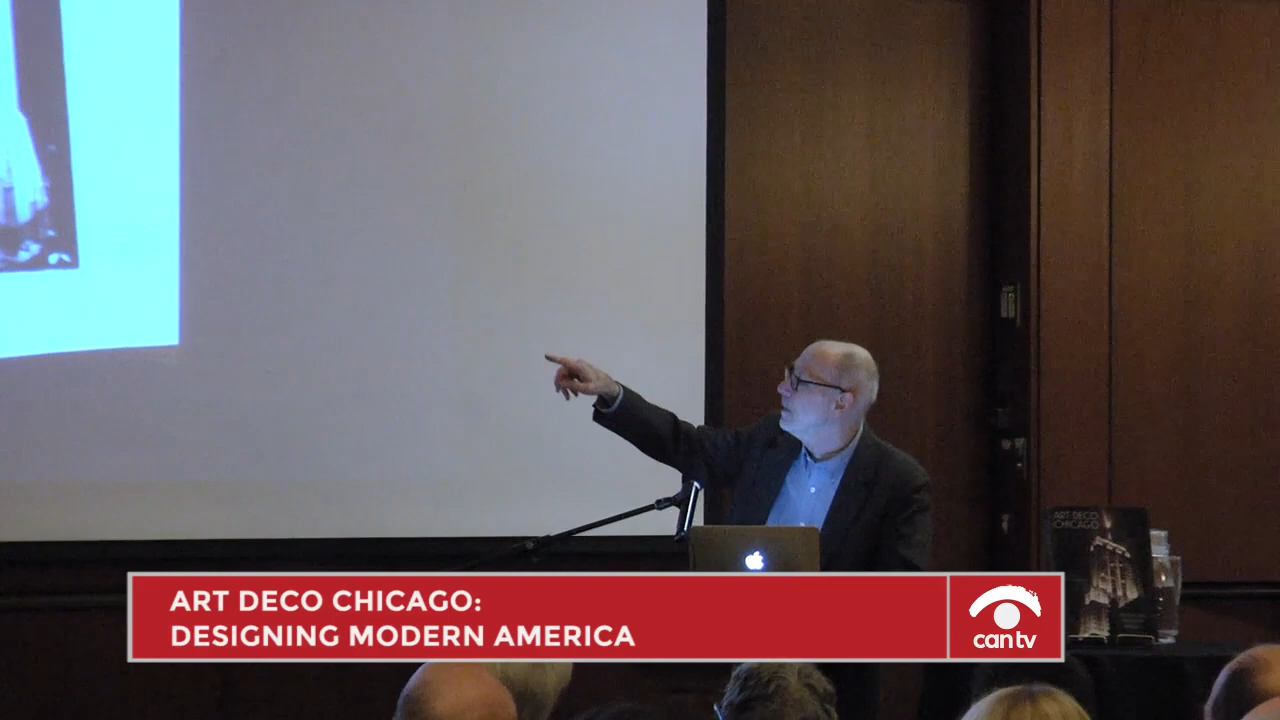 ART DECO
CHICAGO
ART DECO CHICAGO:
DESIGNING MODERN AMERICA
can tv